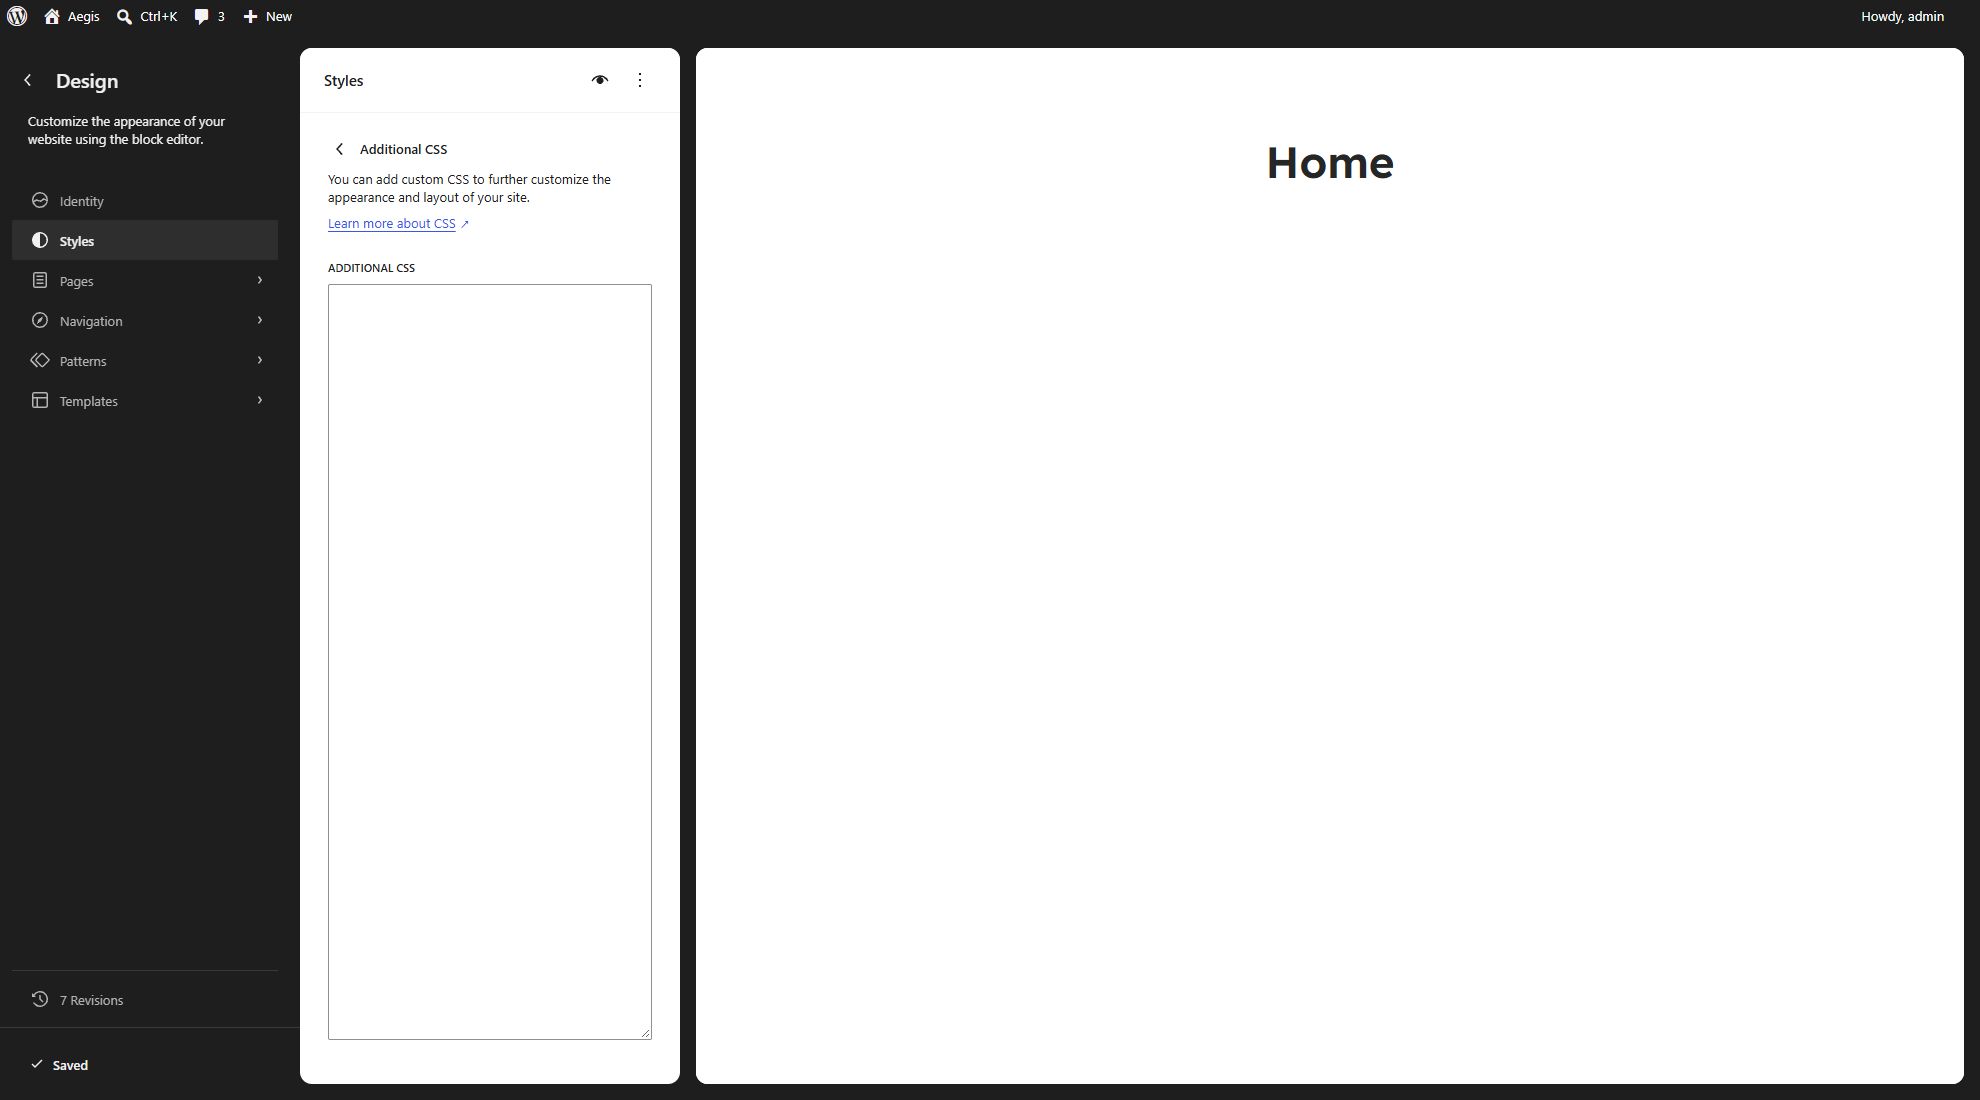 Aegis
Ctrl+K
3
New
Howdy, admin
Design
Customize the appearance of your
website using the block editor.
Identity
Styles
Pages
Navigation
Patterns
Templates
7 Revisions
Saved
Styles
Additional CSS
You can add custom CSS to further customize the
appearance and layout of your site.
Learn more about CSS ↗
ADDITIONAL CSS
Home